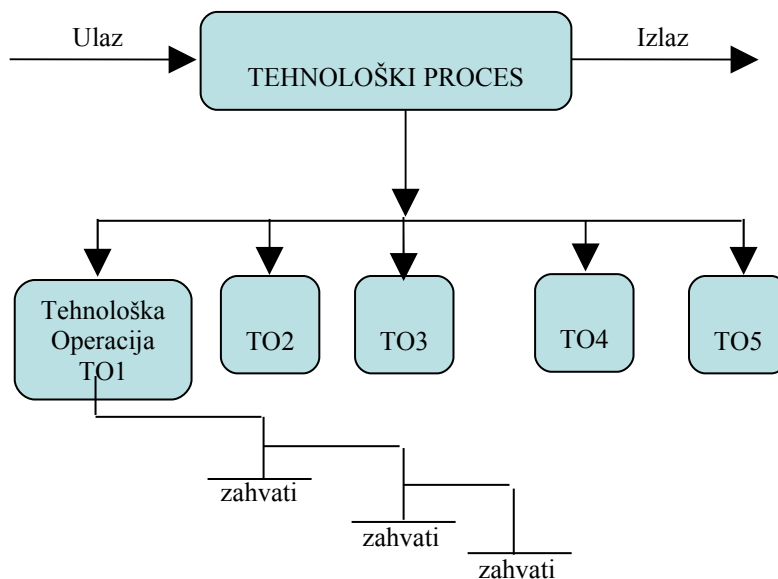 Ulaz
Izlaz
TEHNOLOŠKI PROCES
Tehnološka
Operacija
TO1
TO2
TO3
TO4
TO5
zahvati
zahvati
zahvati